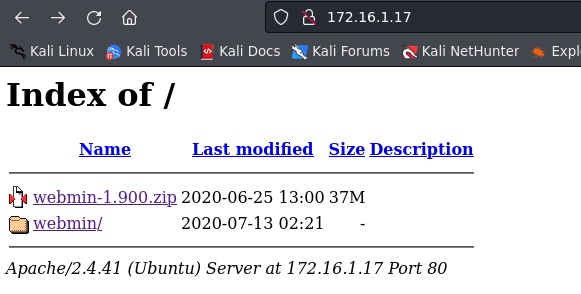 172.16.1.17
Kali Linux Kali Tools Kali Docs Kali Forums Kali NetHunter Explo
Index of /
Name Last modified Size Description
webmin-1.900.zip 2020-06-25 13:00 37M
webmin/ 2020-07-13 02:21 -
Apache/2.4.41 (Ubuntu) Server at 172.16.1.17 Port 80